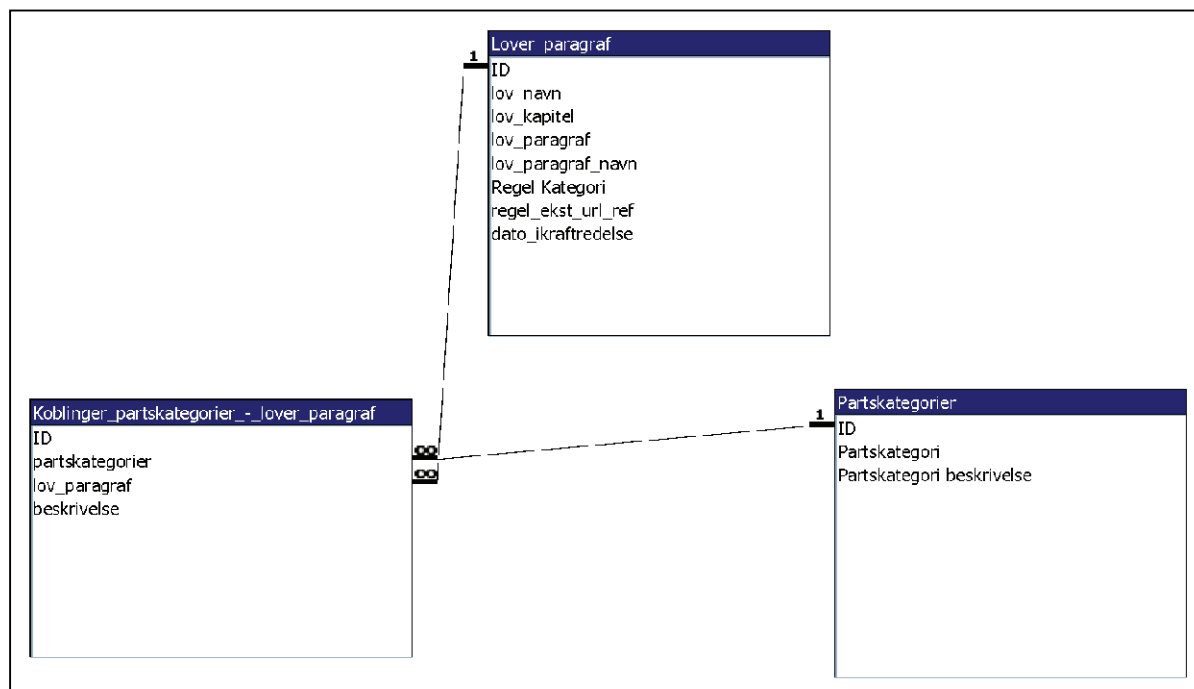 Lover_paragraf
1
ID
lov_navn
lov_kapitel
lov_paragraf
lov_paragraf_navn
Regel Kategori
regel_ekst_url_ref
dato_ikraftredelse
Koblinger_partskategorier_-_lover_paragraf
ID
partskategorier
lov_paragraf
beskrivelse
∞
∞
Partskategorier
1
ID
Partskategori
Partskategori beskrivelse